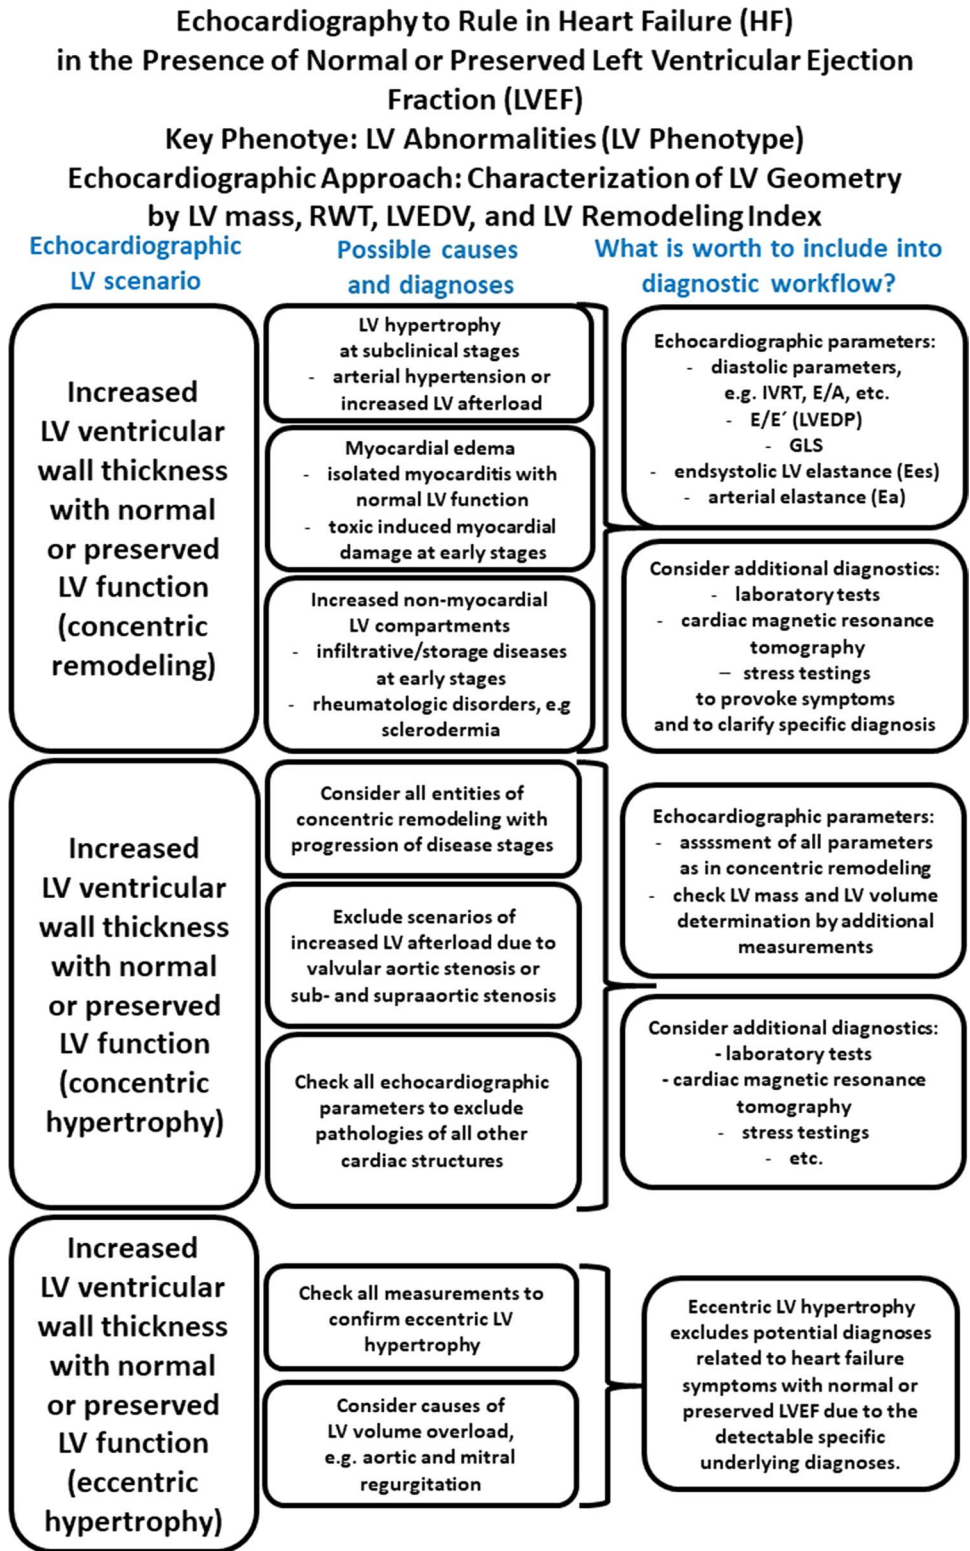 Echocardiography to Rule in Heart Failure (HF)
in the Presence of Normal or Preserved Left Ventricular Ejection
Fraction (LVEF)
Key Phenotye: LV Abnormalities (LV Phenotype)
Echocardiographic Approach: Characterization of LV Geometry
by LV mass, RWT, LVEDV, and LV Remodeling Index
Echocardiographic
LV scenario
Possible causes
and diagnoses
What is worth to include into
diagnostic workflow?
Increased
LV ventricular
wall thickness
with normal
or preserved
LV function
(concentric
remodeling)
LV hypertrophy
at subclinical stages
- arterial hypertension or
increased LV afterload
Myocardial edema
- isolated myocarditis with
normal LV function
- toxic induced myocardial
damage at early stages
Increased non-myocardial
LV compartments
- infiltrative/storage diseases
at early stages
- rheumatologic disorders, e.g
sclerodermia
Echocardiographic parameters:
- diastolic parameters,
e.g. IVRT, E/A, etc.
- E/E´ (LVEDP)
- GLS
- endsystolic LV elastance (Ees)
- arterial elastance (Ea)
Consider additional diagnostics:
- laboratory tests
- cardiac magnetic resonance
tomography
– stress testings
to provoke symptoms
and to clarify specific diagnosis
Increased
LV ventricular
wall thickness
with normal
or preserved
LV function
(concentric
hypertrophy)
Consider all entities of
concentric remodeling with
progression of disease stages
Exclude scenarios of
increased LV afterload due to
valvular aortic stenosis or
sub- and supraaortic stenosis
Check all echocardiographic
parameters to exclude
pathologies of all other
cardiac structures
Echocardiographic parameters:
- asssment of all parameters
as in concentric remodeling
- check LV mass and LV volume
determination by additional
measurements
Consider additional diagnostics:
- laboratory tests
- cardiac magnetic resonance
tomography
- stress testings
- etc.
Increased
LV ventricular
wall thickness
with normal
or preserved
LV function
(eccentric
hypertrophy)
Check all measurements to
confirm eccentric LV
hypertrophy
Consider causes of
LV volume overload,
e.g. aortic and mitral
regurgitation
Eccentric LV hypertrophy
excludes potential diagnoses
related to heart failure
symptoms with normal or
preserved LVEF due to the
detectable specific
underlying diagnoses.